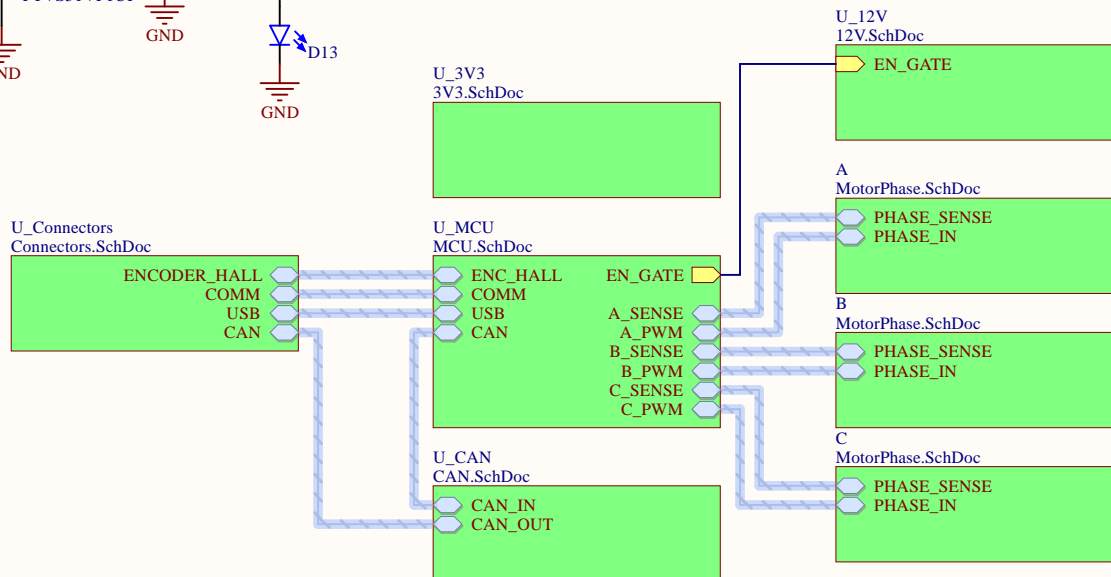 GND
ND
D13
GND
U_3V3
3V3.SchDoc
U_12V
12V.SchDoc
EN_GATE
A
MotorPhase.SchDoc
PHASE_SENSE
PHASE_IN
U_Connectors
Connectors.SchDoc
ENCODER_HALL
COMM
USB
CAN
U_MCU
MCU.SchDoc
ENC_HALL
COMM
USB
CAN
EN_GATE
A_SENSE
A_PWM
B_SENSE
B_PWM
C_SENSE
C_PWM
B
MotorPhase.SchDoc
PHASE_SENSE
PHASE_IN
C
MotorPhase.SchDoc
PHASE_SENSE
PHASE_IN
U_CAN
CAN.SchDoc
CAN_IN
CAN_OUT